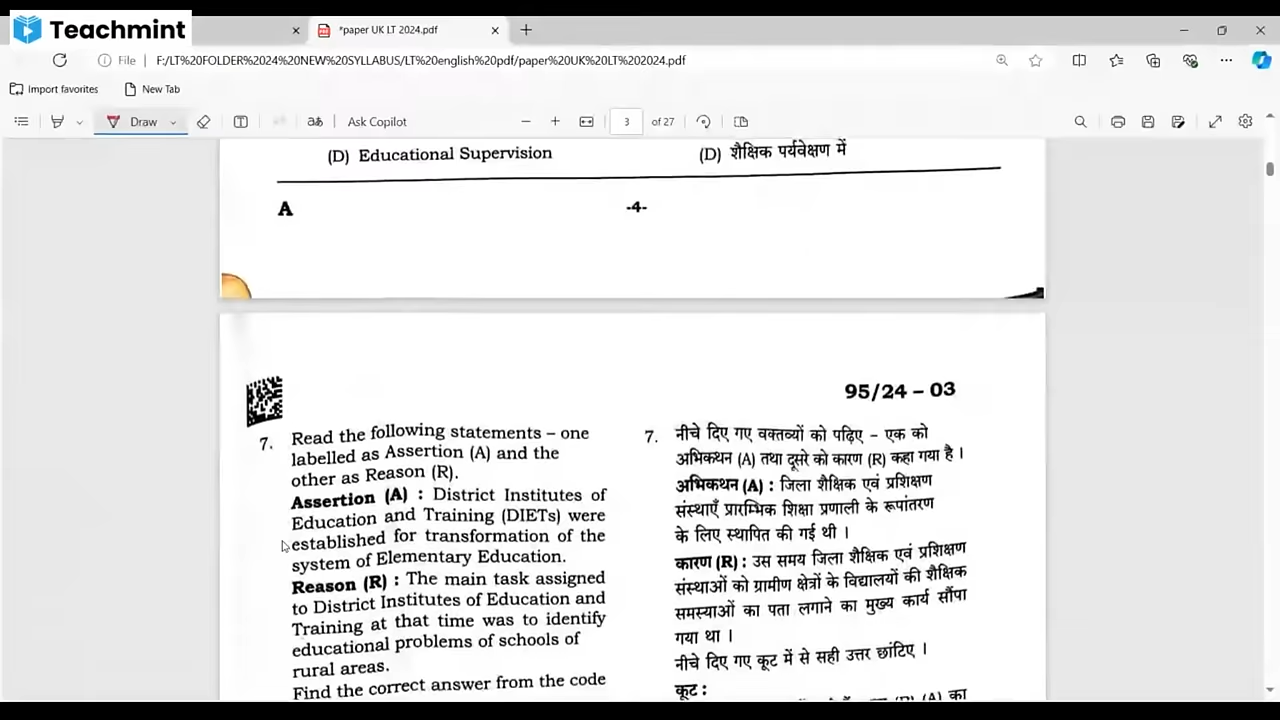 Teachmint
*paper UK LT 2024.pdf
File
F:/LT%20FOLDER%2024%20NEW%20SYLLABUS/LT%20english%20pdf/paper%20UK%20LT%202024.pdf
Import favorites
New Tab
Draw
Ask Copilot
3 of 27
(D) Educational Supervision
(D) शैक्षिक पर्यवेक्षण में
A
-4-
95/24 – 03
7. Read the following statements – one
labelled as Assertion (A) and the
other as Reason (R).
Assertion (A) : District Institutes of
Education and Training (DIETs) were
established for transformation of the
system of Elementary Education.
Reason (R) : The main task assigned
to District Institutes of Education and
Training at that time was to identify
educational problems of schools of
rural areas.
Find the correct answer from the code
7. नीचे दिए गए वक्तव्यों को पढ़िए – एक को
अभिकथन (A) तथा दूसरे को कारण (R) कहा गया है ।
अभिकथन (A) : जिला शैक्षिक एवं प्रशिक्षण
संस्थाएँ प्रारम्भिक शिक्षा प्रणाली के रूपांतरण
के लिए स्थापित की गई थी ।
कारण (R) : उस समय जिला शैक्षिक एवं प्रशिक्षण
संस्थाओं को ग्रामीण क्षेत्रों के विद्यालयों की शैक्षिक
समस्याओं का पता लगाने का मुख्य कार्य सौंपा
गया था ।
नीचे दिए गए कूट में से सही उत्तर छांटिए ।
कूट :
(R) (A) का